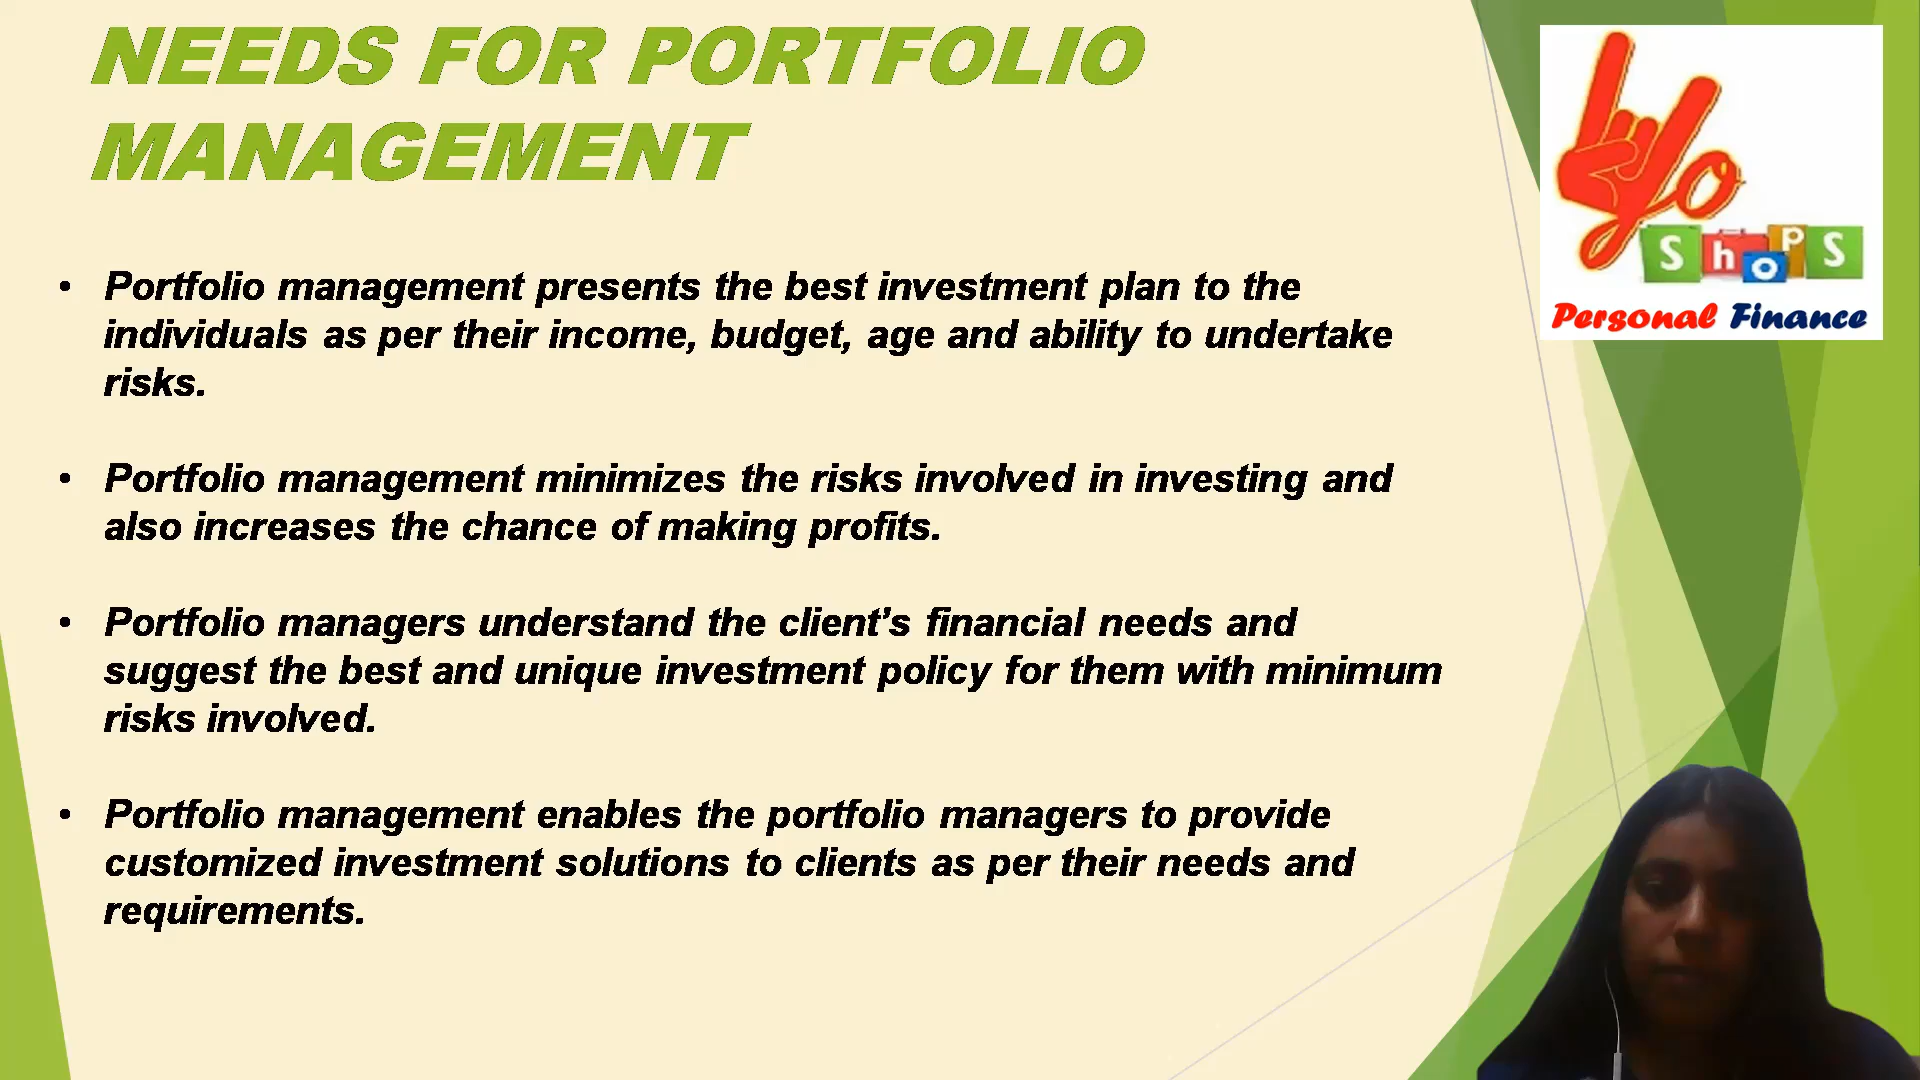 NEEDS FOR PORTFOLIO
MANAGEMENT
• Portfolio management presents the best investment plan to the
individuals as per their income, budget, age and ability to undertake
risks.
• Portfolio management minimizes the risks involved in investing and
also increases the chance of making profits.
• Portfolio managers understand the client’s financial needs and
suggest the best and unique investment policy for them with minimum
risks involved.
• Portfolio management enables the portfolio managers to provide
customized investment solutions to clients as per their needs and
requirements.
Yo
ShopS
Personal Finance